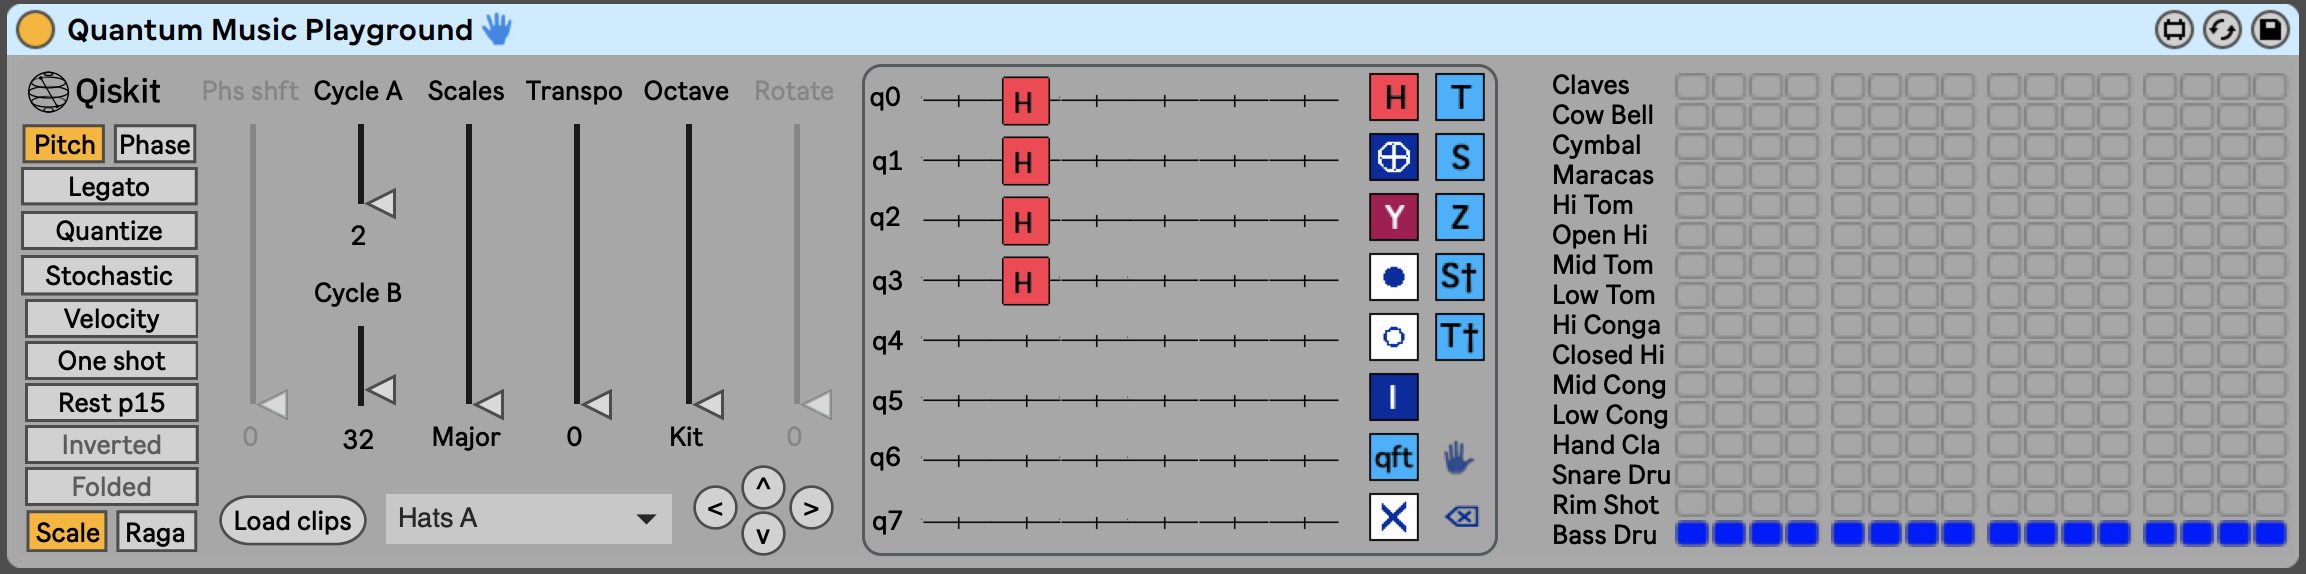 Quantum Music Playground
Qiskit
Phs shft Cycle A Scales Transpo Octave Rotate
Pitch Phase
Legato
Quantize
Stochastic
Velocity
One shot
Rest p15
Inverted
Folded
Scale Raga
2
Cycle B
0 32 Major 0 Kit 0
Load clips Hats A < ^ v >
q0 H
q1 H
q2 H
q3 H
q4
q5
q6
q7
H T
S
Y Z
S†
T†
I
qft
Claves
Cow Bell
Cymbal
Maracas
Hi Tom
Open Hi
Mid Tom
Low Tom
Hi Conga
Closed Hi
Mid Cong
Low Cong
Hand Cla
Snare Dru
Rim Shot
Bass Dru